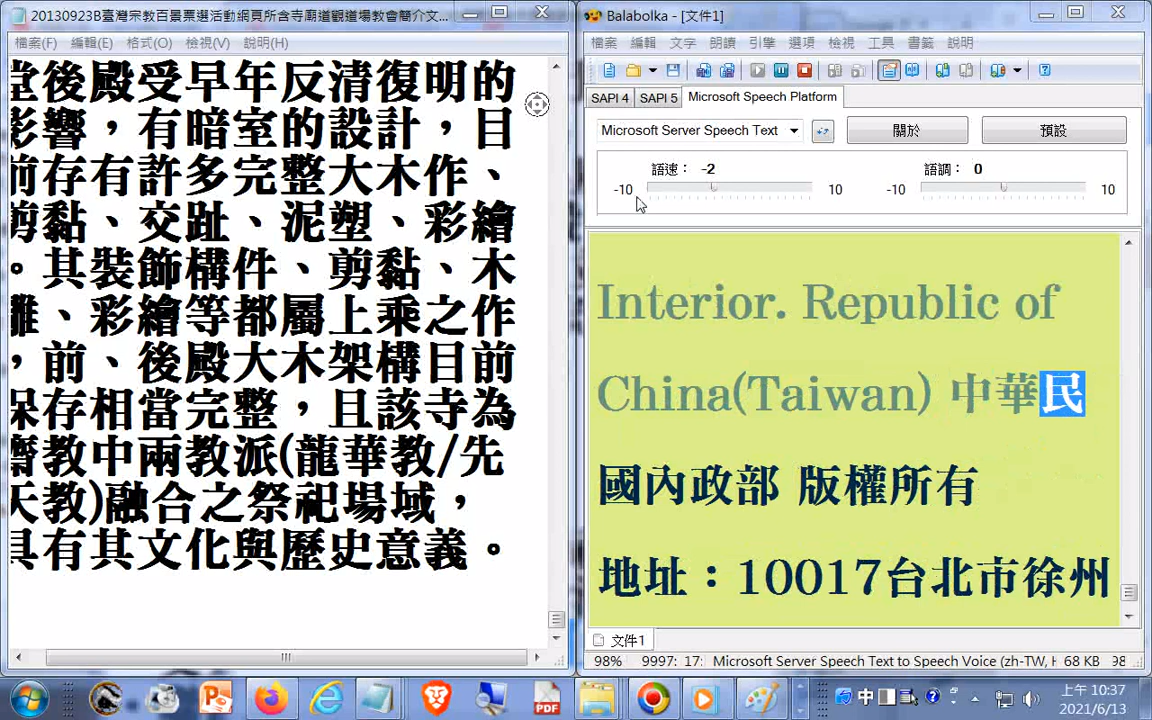 20130923B臺灣宗教百景票選活動網頁所含寺廟道觀道場教會簡介文...
檔案(F) 編輯(E) 格式(O) 檢視(V) 說明(H)
堂後殿受早年反清復明的
影響，有暗室的設計，目
前存有許多完整大木作、
剪黏、交趾、泥塑、彩繪
。其裝飾構件、剪黏、木
雕、彩繪等都屬上乘之作
，前、後殿大木架構目前
保存相當完整，且該寺為
齋教中兩教派(龍華教/先
天教)融合之祭祀場域，
具有其文化與歷史意義。
Balabolka - [文件1]
檔案 編輯 文字 朗讀 引擎 選項 檢視 工具 書籤 說明
SAPI 4 SAPI 5 Microsoft Speech Platform
Microsoft Server Speech Text 關於 預設
語速： -2 語調： 0
-10 10 -10 10
Interior. Republic of
China(Taiwan) 中華民
國內政部 版權所有
地址：10017台北市徐州
文件1
98% 9997: 17: Microsoft Server Speech Text to Speech Voice (zh-TW, H 68 KB 98
中 上午 10:37
2021/6/13